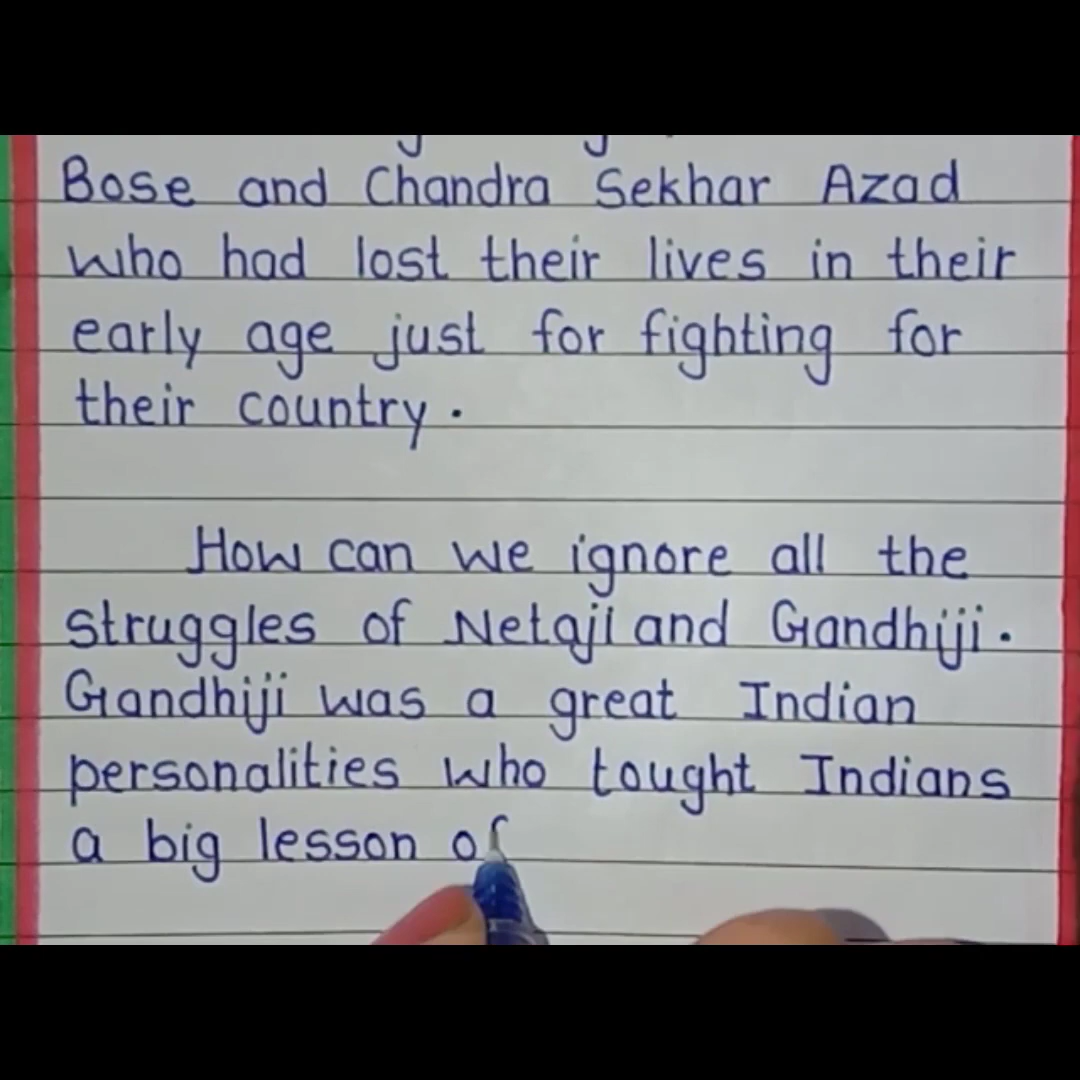 Bose and Chandra Sekhar Azad
who had lost their lives in their
early age just for fighting for
their country.
How can we ignore all the
struggles of Netaji and Gandhiji.
Gandhiji was a great Indian
personalities who tought Indians
a big lesson of